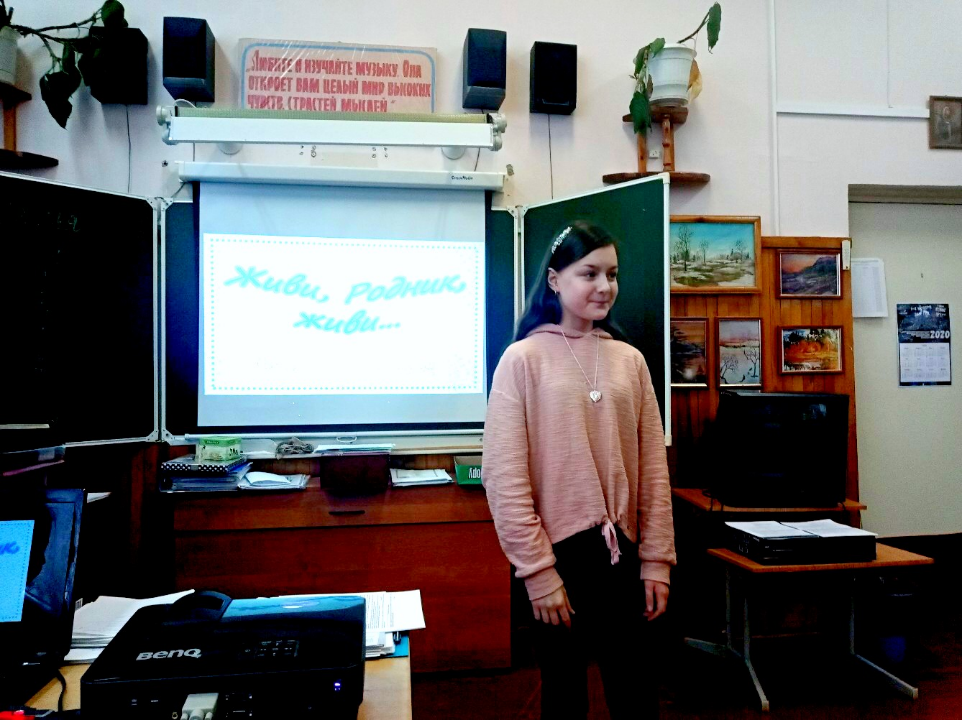 „Любите и изучайте музыку. Она
откроет вам целый мир высоких
чувств, страстей, мыслей."
Живи, родник,
живи...
2020
BenQ